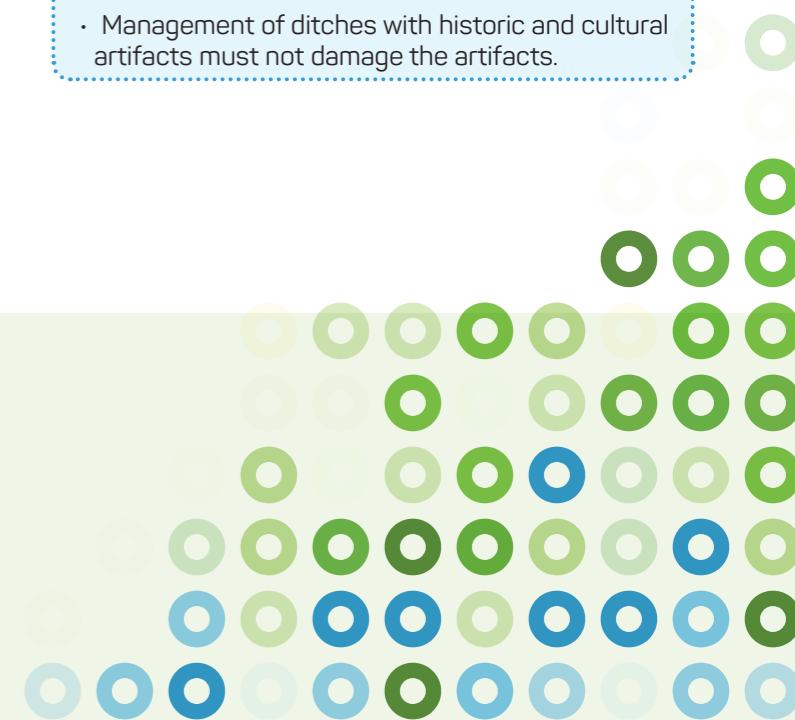 · Management of ditches with historic and cultural
artifacts must not damage the artifacts.